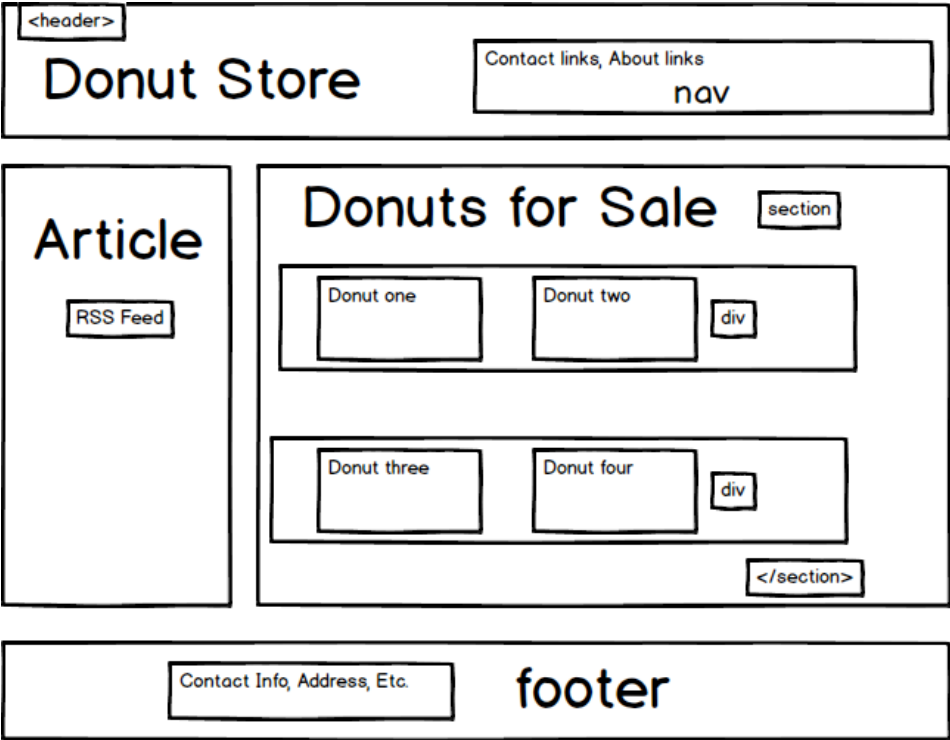 <header>
Donut Store
Contact links, About links
nav
Article
RSS Feed
Donuts for Sale
section
Donut one
Donut two
div
Donut three
Donut four
div
</section>
Contact Info, Address, Etc.
footer